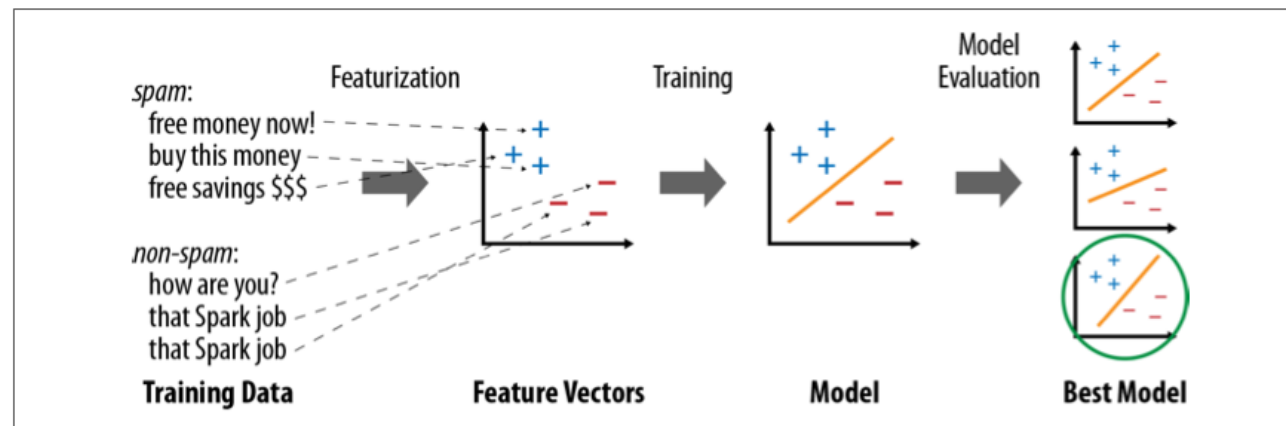 spam:
free money now!
buy this money
free savings $$$
non-spam:
how are you?
that Spark job
that Spark job
Training Data
Featurization
Feature Vectors
Training
Model
Model
Evaluation
Best Model